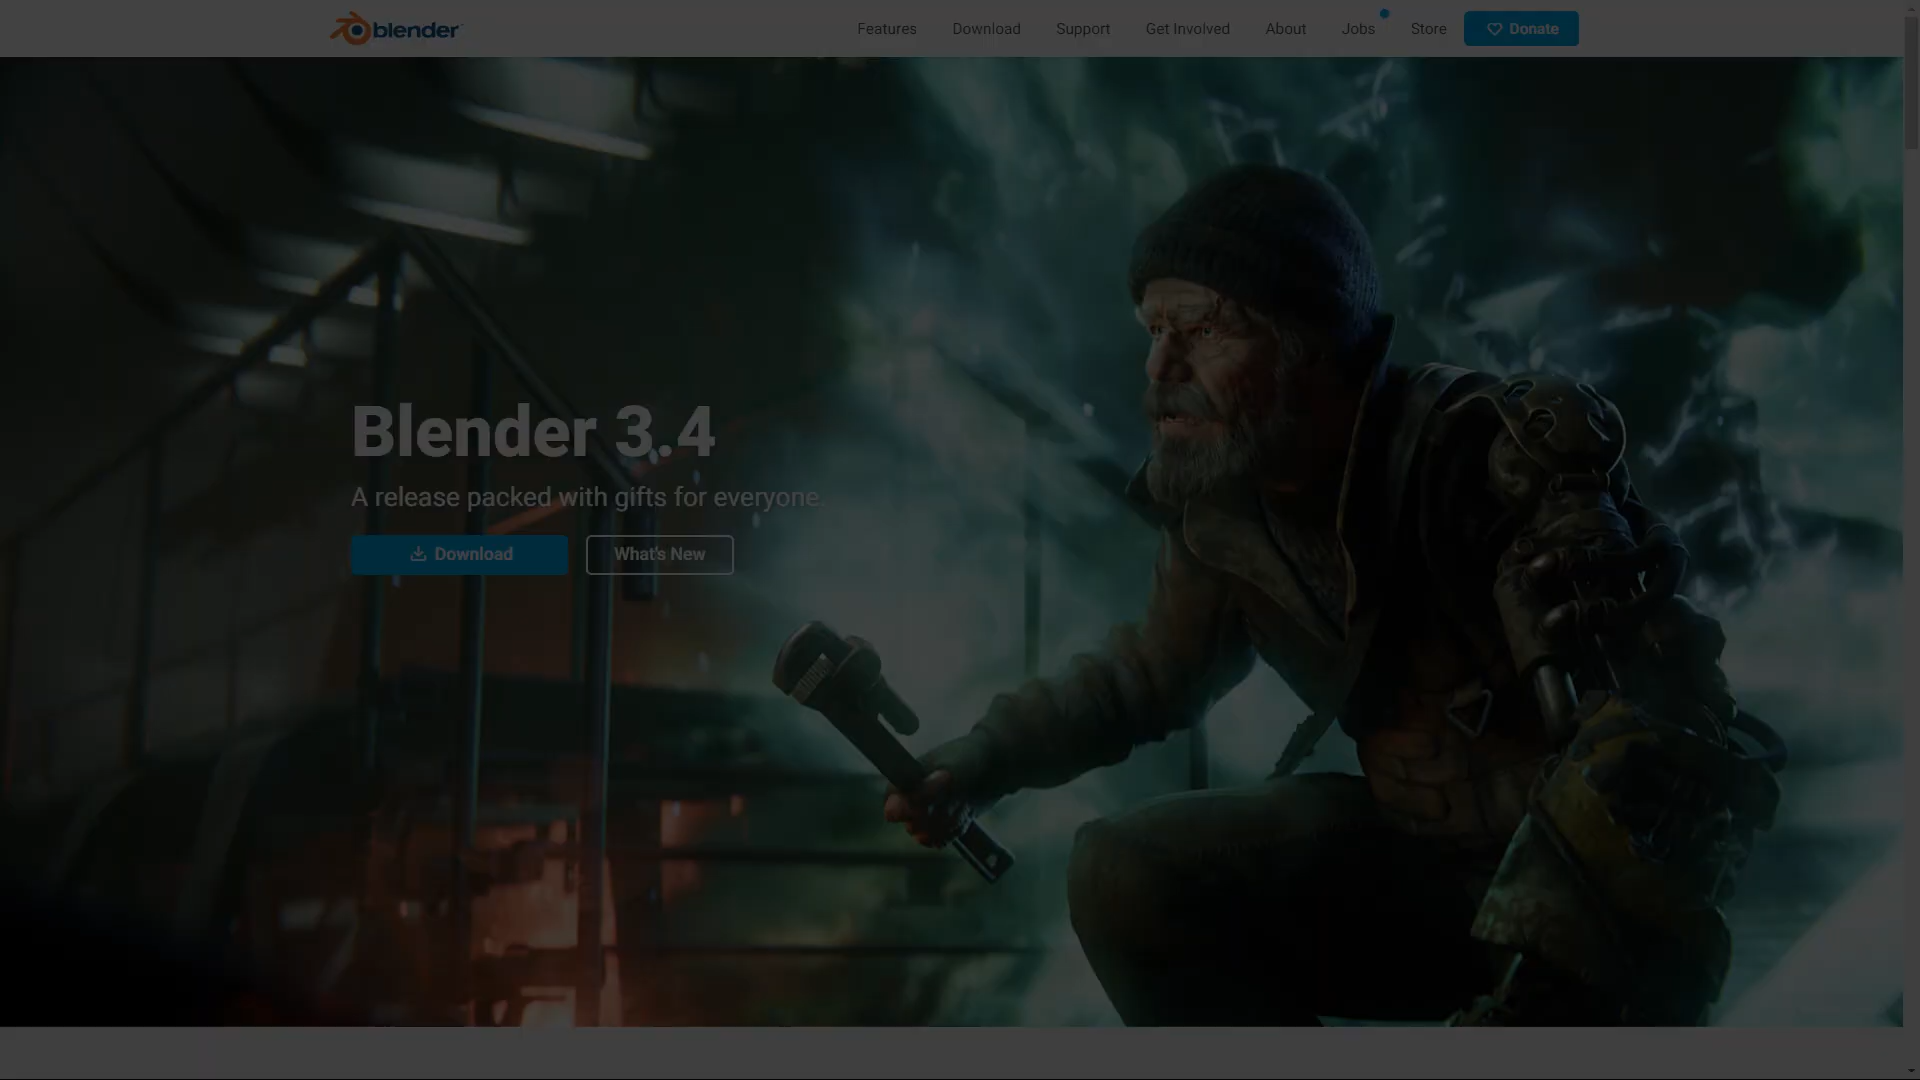 blender
Features
Download
Support
Get Involved
About
Jobs
Store
Donate
Blender 3.4
A release packed with gifts for everyone.
Download
What's New